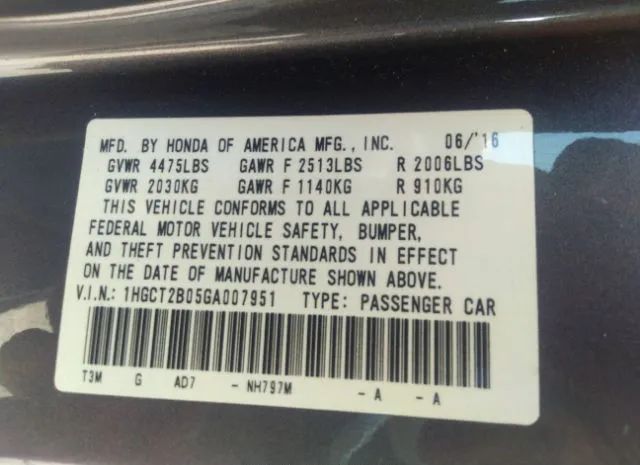 MFD. BY HONDA OF AMERICA MFG., INC. 06/'16
GVWR 4475LBS GAWR F 2513LBS R 2006LBS
GVWR 2030KG GAWR F 1140KG R 910KG
THIS VEHICLE CONFORMS TO ALL APPLICABLE
FEDERAL MOTOR VEHICLE SAFETY, BUMPER,
AND THEFT PREVENTION STANDARDS IN EFFECT
ON THE DATE OF MANUFACTURE SHOWN ABOVE.
V.I.N.: 1HGCT2B05GA007951 TYPE: PASSENGER CAR
T3M G AD7 - NH797M - A - A